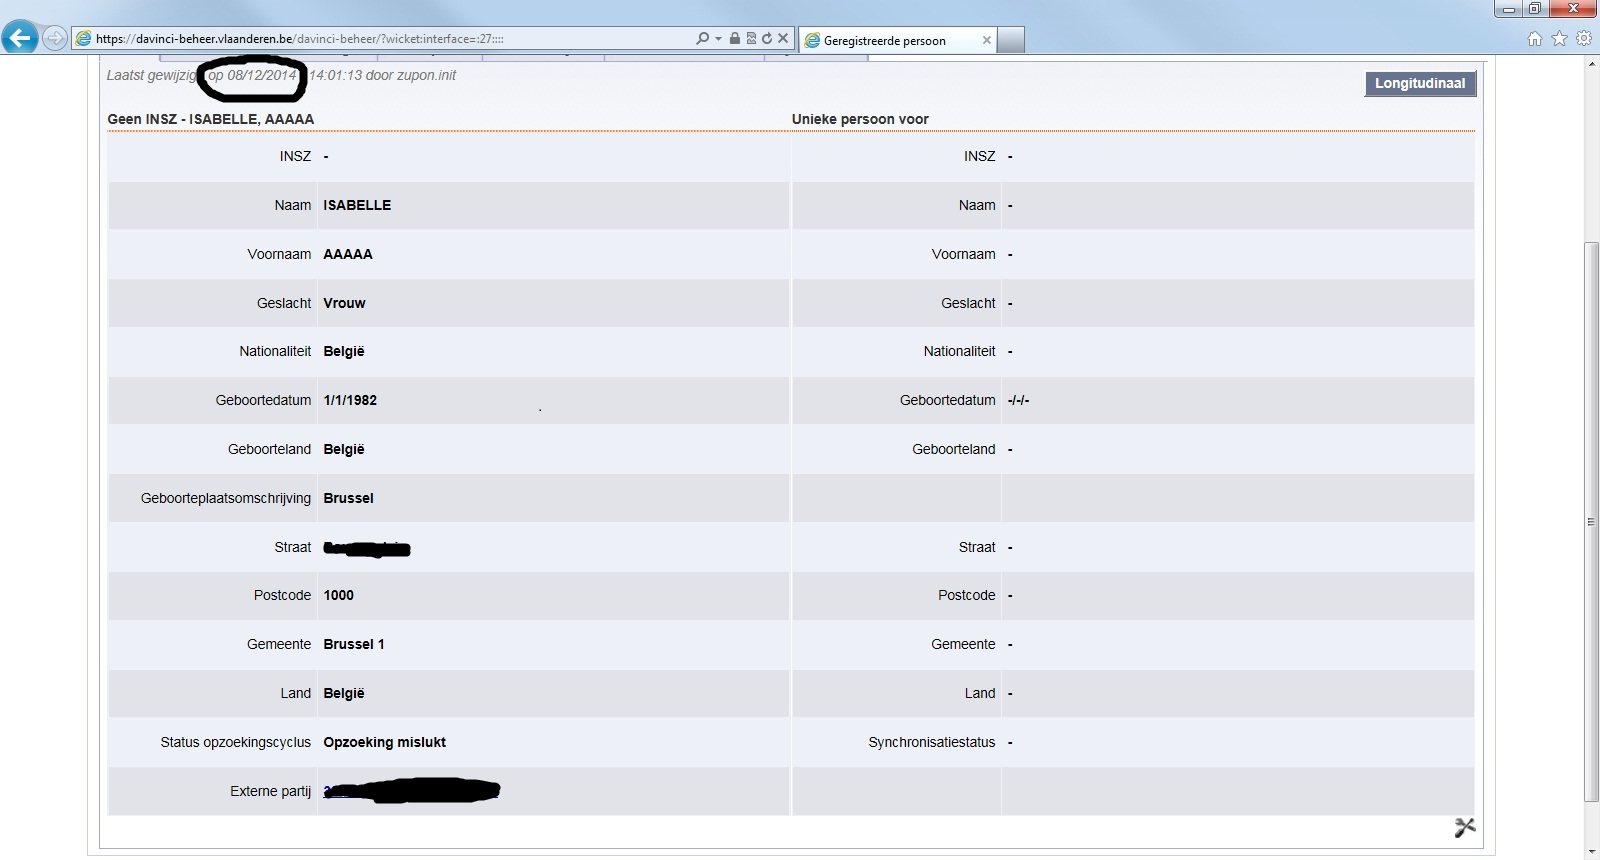 https://davinci-beheer.vlaanderen.be/davinci-beheer/?wicket:interface=:27::::
Geregistreerde persoon
Laatst gewijzig op 08/12/2014 14:01:13 door zupon.init
Longitudinaal
Geen INSZ - ISABELLE, AAAAA Unieke persoon voor
INSZ - INSZ -
Naam ISABELLE Naam -
Voornaam AAAAA Voornaam -
Geslacht Vrouw Geslacht -
Nationaliteit België Nationaliteit -
Geboortedatum 1/1/1982 Geboortedatum -/-/-
Geboorteland België Geboorteland -
Geboorteplaatsomschrijving Brussel
Straat Straat -
Postcode 1000 Postcode -
Gemeente Brussel 1 Gemeente -
Land België Land -
Status opzoekingscyclus Opzoeking mislukt Synchronisatiestatus -
Externe partij